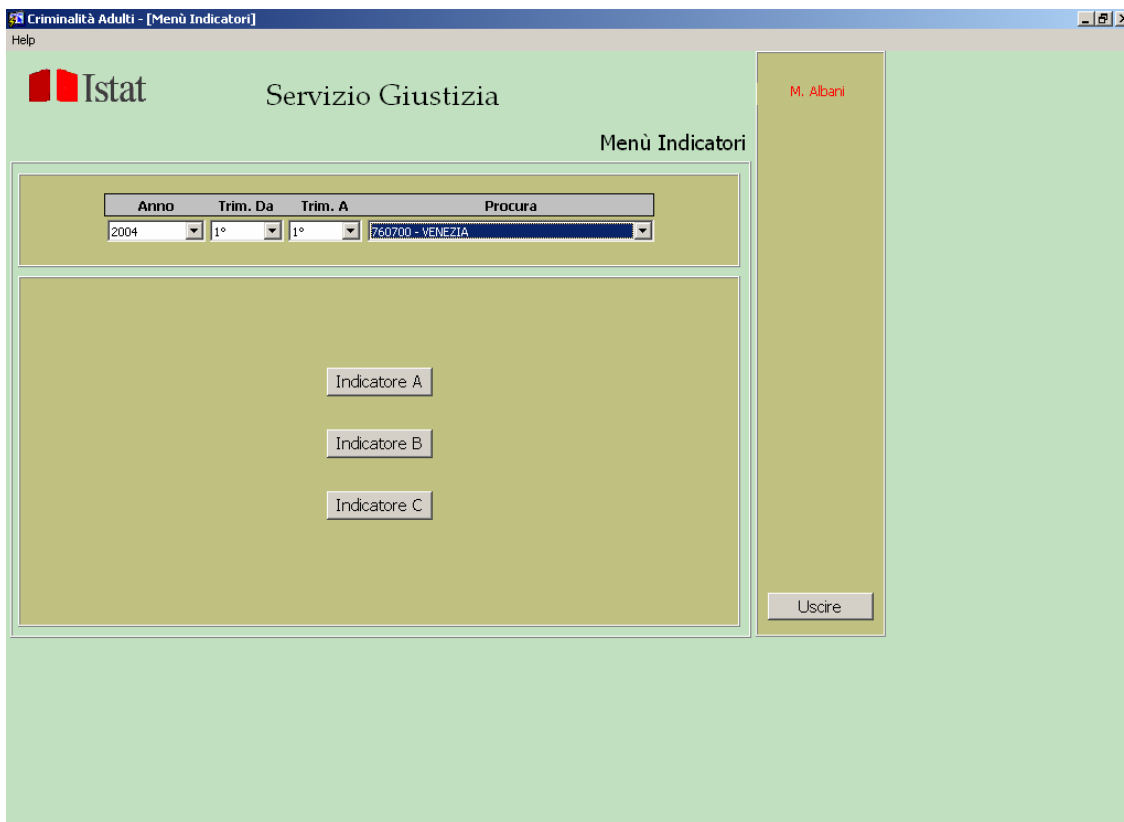 Criminalità Adulti - [Menù Indicatori]
Help
Istat
Servizio Giustizia
M. Albani
Menù Indicatori
Anno Trim. Da Trim. A Procura
2004 1° 1° 760700 - VENEZIA
Indicatore A
Indicatore B
Indicatore C
Uscire